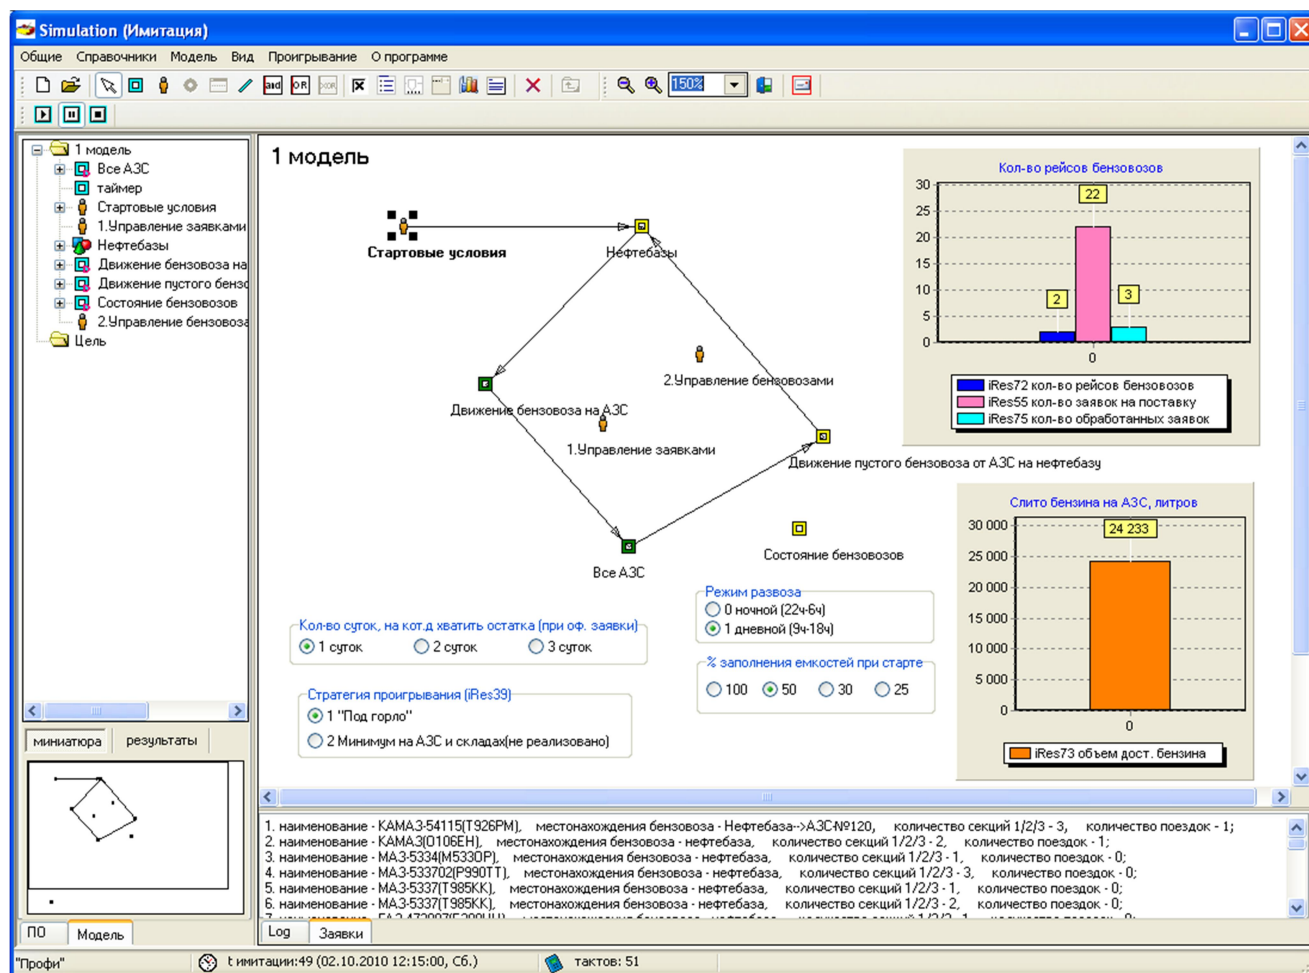 Simulation (Имитация)
Общие Справочники Модель Вид Проигрывание О программе
and OR XOR 150%
1 модель
Все АЗС
таймер
Стартовые условия
1.Управление заявками
Нефтебазы
Движение бензовоза на
Движение пустого бензо
Состояние бензовозов
2.Управление бензовоза
Цель
миниатюра результаты
ПО Модель
1 модель
Стартовые условия
Нефтебазы
2.Управление бензовозами
Движение бензовоза на АЗС
1.Управление заявками
Движение пустого бензовоза от АЗС на нефтебазу
Все АЗС
Состояние бензовозов
Кол-во рейсов бензовозов
30
25
20
15
10
5
0
2
22
3
0
iRes72 кол-во рейсов бензовозов
iRes55 кол-во заявок на поставку
iRes75 кол-во обработанных заявок
Слито бензина на АЗС, литров
30 000
25 000
20 000
15 000
10 000
5 000
0
24 233
0
iRes73 объем дост. бензина
Режим развоза
0 ночной (22ч-6ч)
1 дневной (9ч-18ч)
Кол-во суток, на кот.д хватить остатка (при оф. заявки)
1 суток 2 суток 3 суток
% заполнения емкостей при старте
100 50 30 25
Стратегия проигрывания (iRes39)
1 "Под горло"
2 Минимум на АЗС и складах(не реализовано)
1. наименование - КАМАЗ-54115(Т926РМ), местонахождения бензовоза - Нефтебаза-->АЗС-№120, количество секций 1/2/3 - 3, количество поездок - 1;
2. наименование - КАМАЗ(О106ЕН), местонахождения бензовоза - нефтебаза, количество секций 1/2/3 - 2, количество поездок - 1;
3. наименование - МАЗ-5334(М533ОР), местонахождения бензовоза - нефтебаза, количество секций 1/2/3 - 1, количество поездок - 0;
4. наименование - МАЗ-533702(Р990ТТ), местонахождения бензовоза - нефтебаза, количество секций 1/2/3 - 3, количество поездок - 0;
5. наименование - МАЗ-5337(Т985КК), местонахождения бензовоза - нефтебаза, количество секций 1/2/3 - 1, количество поездок - 0;
6. наименование - МАЗ-5337(Т985КК), местонахождения бензовоза - нефтебаза, количество секций 1/2/3 - 2, количество поездок - 0;
Log Заявки
"Профи" t имитации:49 (02.10.2010 12:15:00, Сб.) тактов: 51